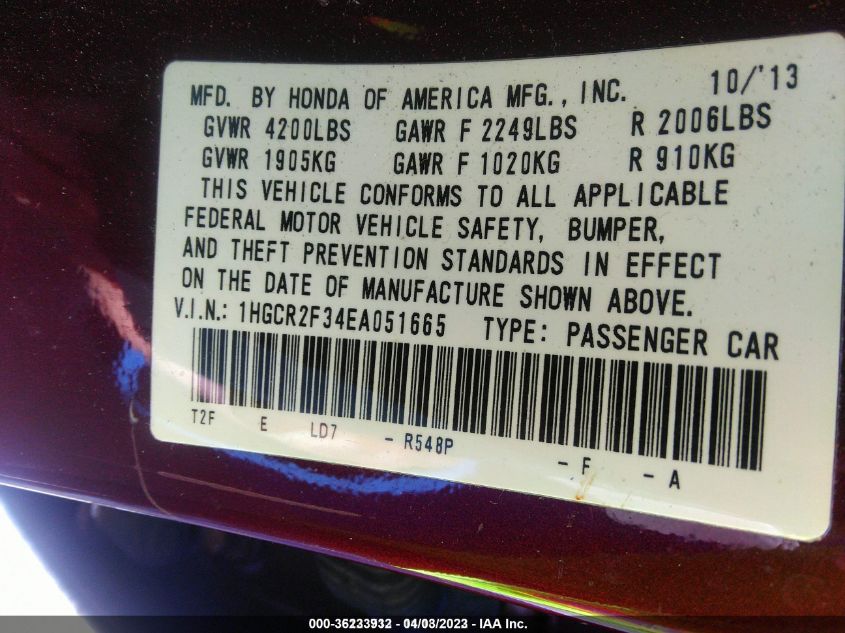 MFD. BY HONDA OF AMERICA MFG., INC. 10/'13
GVWR 4200LBS GAWR F 2249LBS R 2006LBS
GVWR 1905KG GAWR F 1020KG R 910KG
THIS VEHICLE CONFORMS TO ALL APPLICABLE
FEDERAL MOTOR VEHICLE SAFETY, BUMPER,
AND THEFT PREVENTION STANDARDS IN EFFECT
ON THE DATE OF MANUFACTURE SHOWN ABOVE.
V.I.N.: 1HGCR2F34EA051665 TYPE: PASSENGER CAR
T2F E LD7 - R548P - F - A
000-36233932 - 04/08/2023 - IAA Inc.